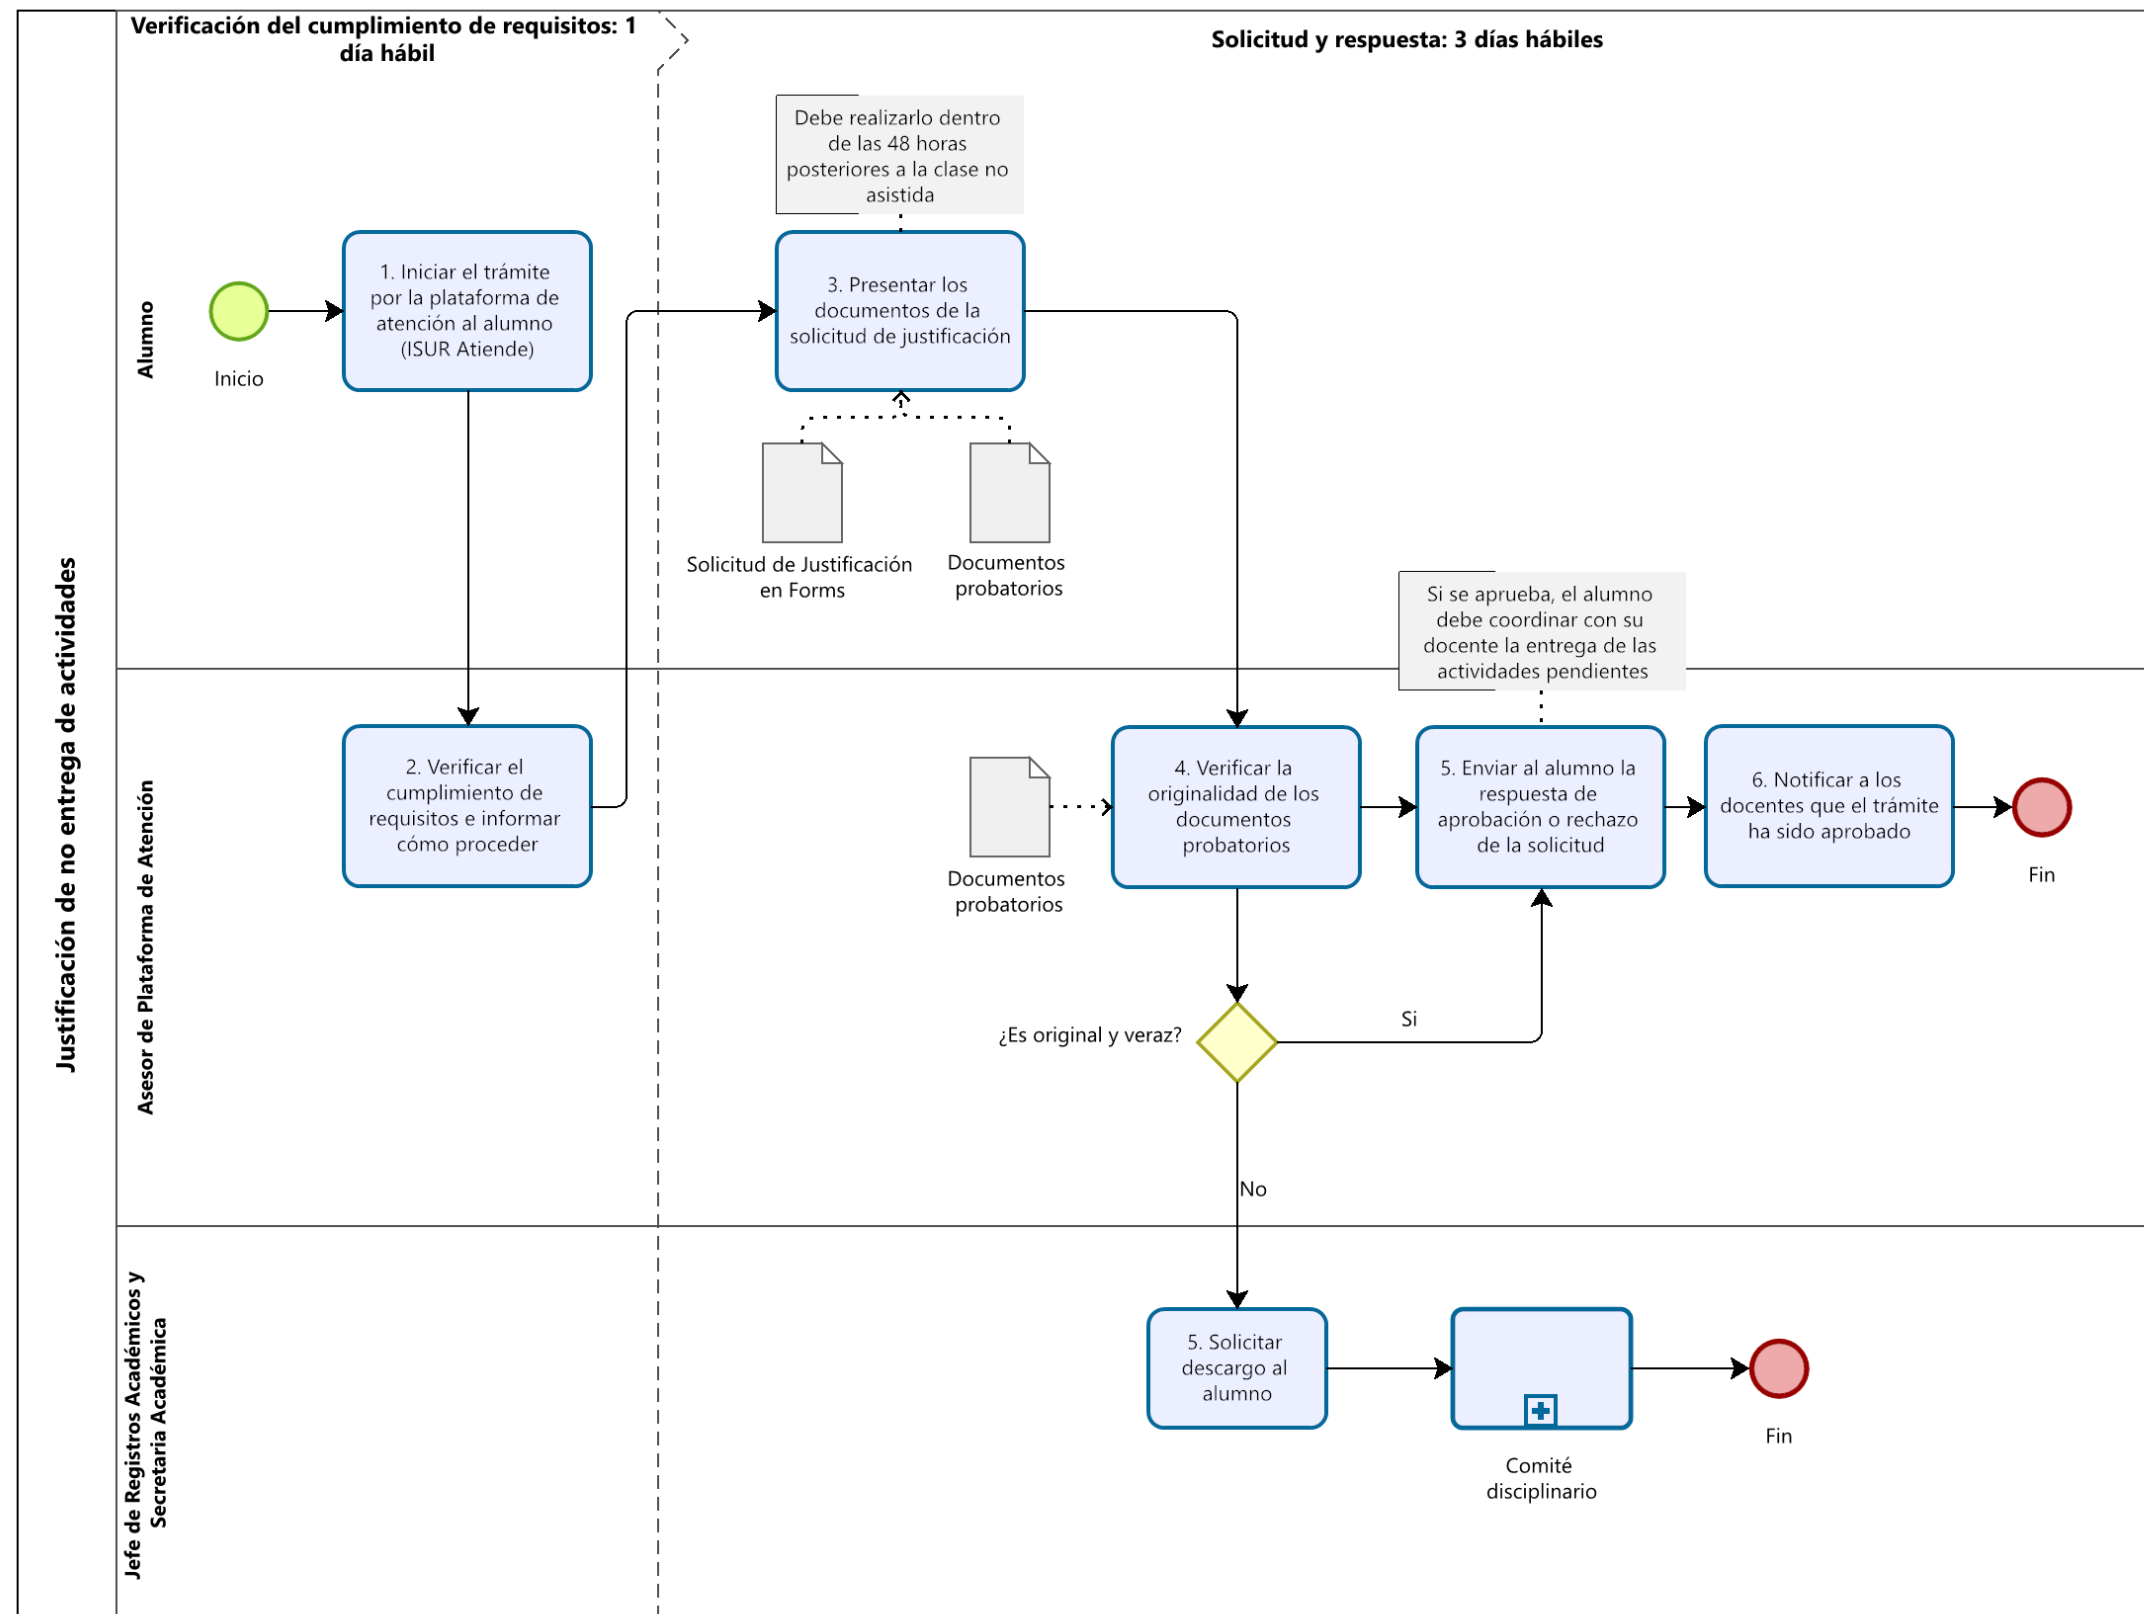 Verificación del cumplimiento de requisitos: 1
día hábil
Solicitud y respuesta: 3 días hábiles
Justificación de no entrega de actividades
Alumno
Inicio
1. Iniciar el trámite
por la plataforma de
atención al alumno
(ISUR Atiende)
Debe realizarlo dentro
de las 48 horas
posteriores a la clase no
asistida
3. Presentar los
documentos de la
solicitud de justificación
Solicitud de Justificación
en Forms
Documentos
probatorios
Asesor de Plataforma de Atención
2. Verificar el
cumplimiento de
requisitos e informar
cómo proceder
Documentos
probatorios
4. Verificar la
originalidad de los
documentos
probatorios
Si se aprueba, el alumno
debe coordinar con su
docente la entrega de las
actividades pendientes
5. Enviar al alumno la
respuesta de
aprobación o rechazo
de la solicitud
6. Notificar a los
docentes que el trámite
ha sido aprobado
Fin
¿Es original y veraz?
Si
No
Jefe de Registros Académicos y
Secretaria Académica
5. Solicitar
descargo al
alumno
Comité
disciplinario
Fin